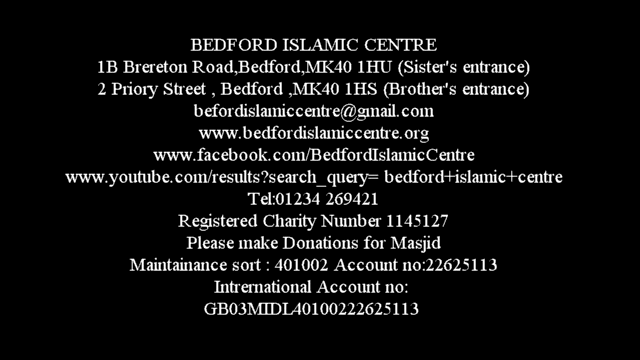 BEDFORD ISLAMIC CENTRE
1B Brereton Road,Bedford,MK40 1HU (Sister's entrance)
2 Priory Street , Bedford ,MK40 1HS (Brother's entrance)
befordislamiccentre@gmail.com
www.bedfordislamiccentre.org
www.facebook.com/BedfordIslamicCentre
www.youtube.com/results?search_query= bedford+islamic+centre
Tel:01234 269421
Registered Charity Number 1145127
Please make Donations for Masjid
Maintainance sort : 401002 Account no:22625113
Intrernational Account no:
GB03MIDL40100222625113